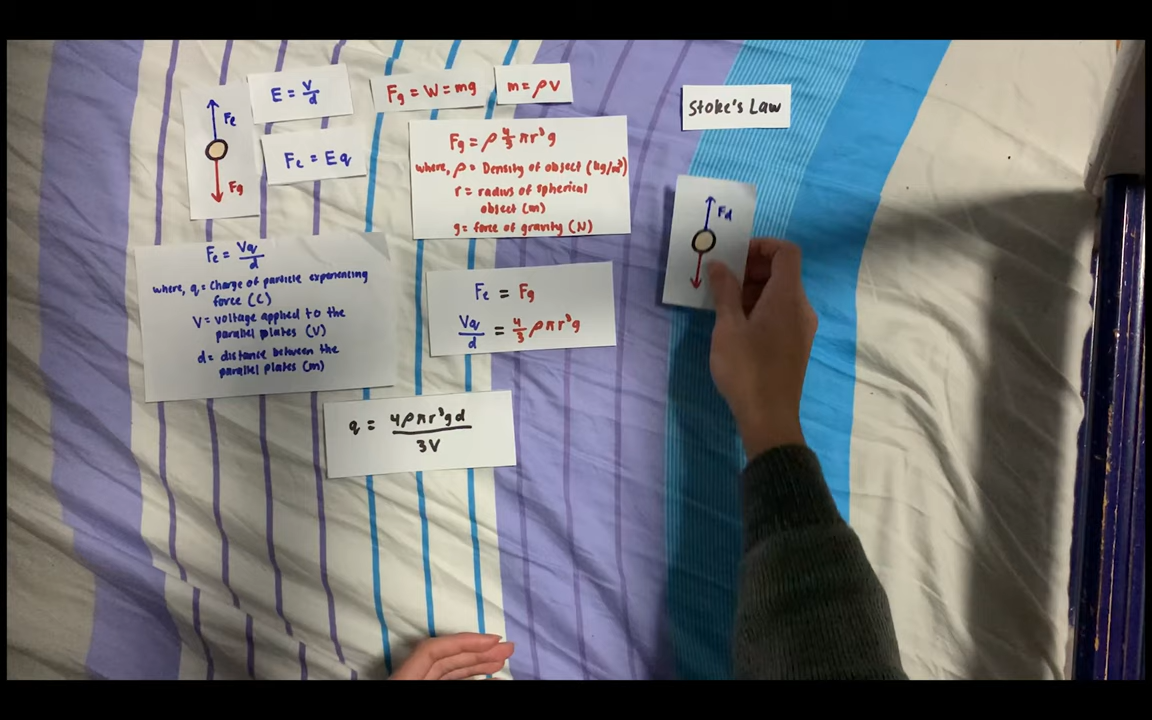 Fe
Fg
E = V/d
Fe = Eq
Fg = W = mg
m = ρV
Fg = ρ 4/3 πr³g
where, ρ = Density of object (kg/m³)
r = radius of spherical
object (m)
g = force of gravity (N)
Fe = Vq/d
where, q = Charge of particle experiencing
force (C)
V = voltage applied to the
parallel plates (V)
d = distance between the
parallel plates (m)
Fe = Fg
Vq/d = 4/3 ρπr³g
q = 4ρπr³gd/3V
Stoke's Law
Fd